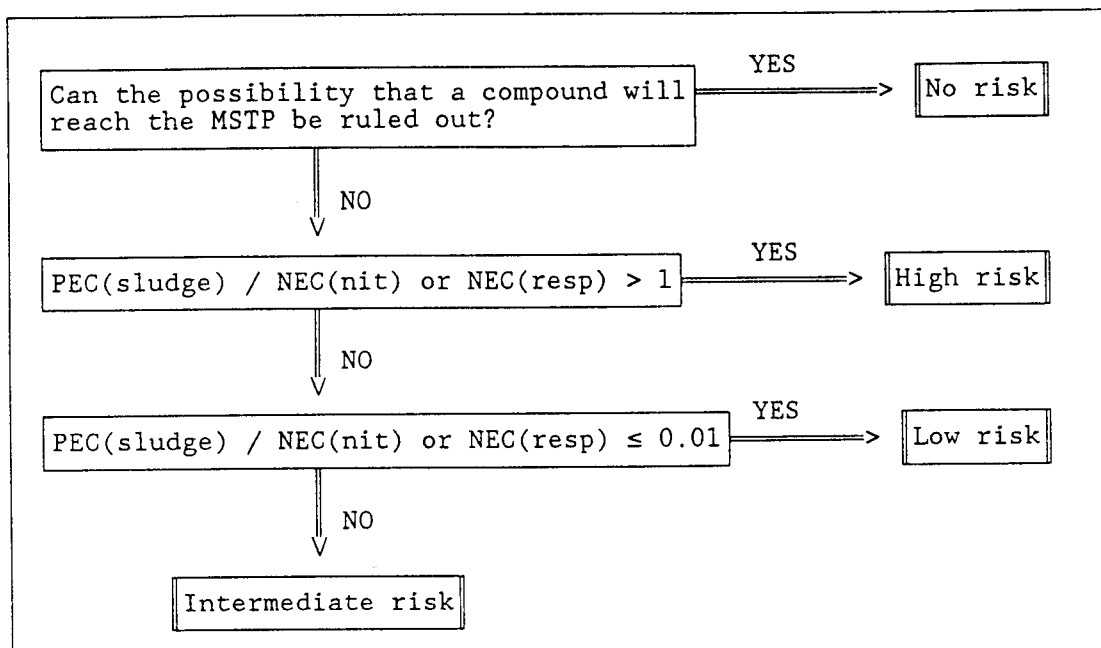 YES
Can the possibility that a compound will
reach the MSTP be ruled out?
No risk
NO
PEC(sludge) / NEC(nit) or NEC(resp) > 1
YES
High risk
NO
PEC(sludge) / NEC(nit) or NEC(resp) ≤ 0.01
YES
Low risk
NO
Intermediate risk